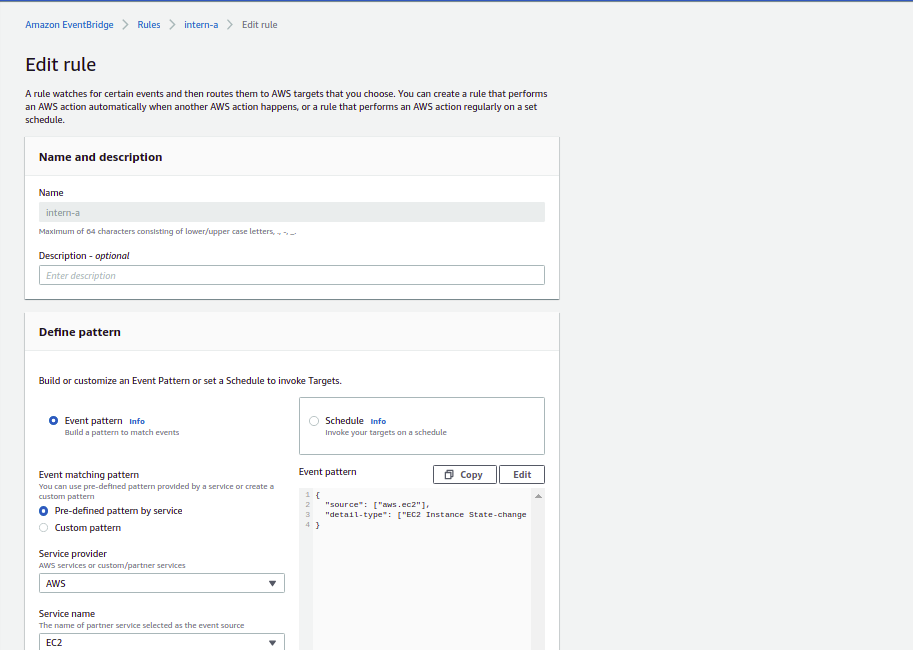 Amazon EventBridge > Rules > intern-a > Edit rule
Edit rule
A rule watches for certain events and then routes them to AWS targets that you choose. You can create a rule that performs
an AWS action automatically when another AWS action happens, or a rule that performs an AWS action regularly on a set
schedule.
Name and description
Name
intern-a
Maximum of 64 characters consisting of lower/upper case letters, ., -, _.
Description - optional
Enter description
Define pattern
Build or customize an Event Pattern or set a Schedule to invoke Targets.
Event pattern Info
Build a pattern to match events
Schedule Info
Invoke your targets on a schedule
Event matching pattern
You can use pre-defined pattern provided by a service or create a
custom pattern
Pre-defined pattern by service
Custom pattern
Service provider
AWS services or custom/partner services
AWS
Service name
The name of partner service selected as the event source
EC2
Event pattern
Copy
Edit
1 {
2 "source": ["aws.ec2"],
3 "detail-type": ["EC2 Instance State-change
4 }